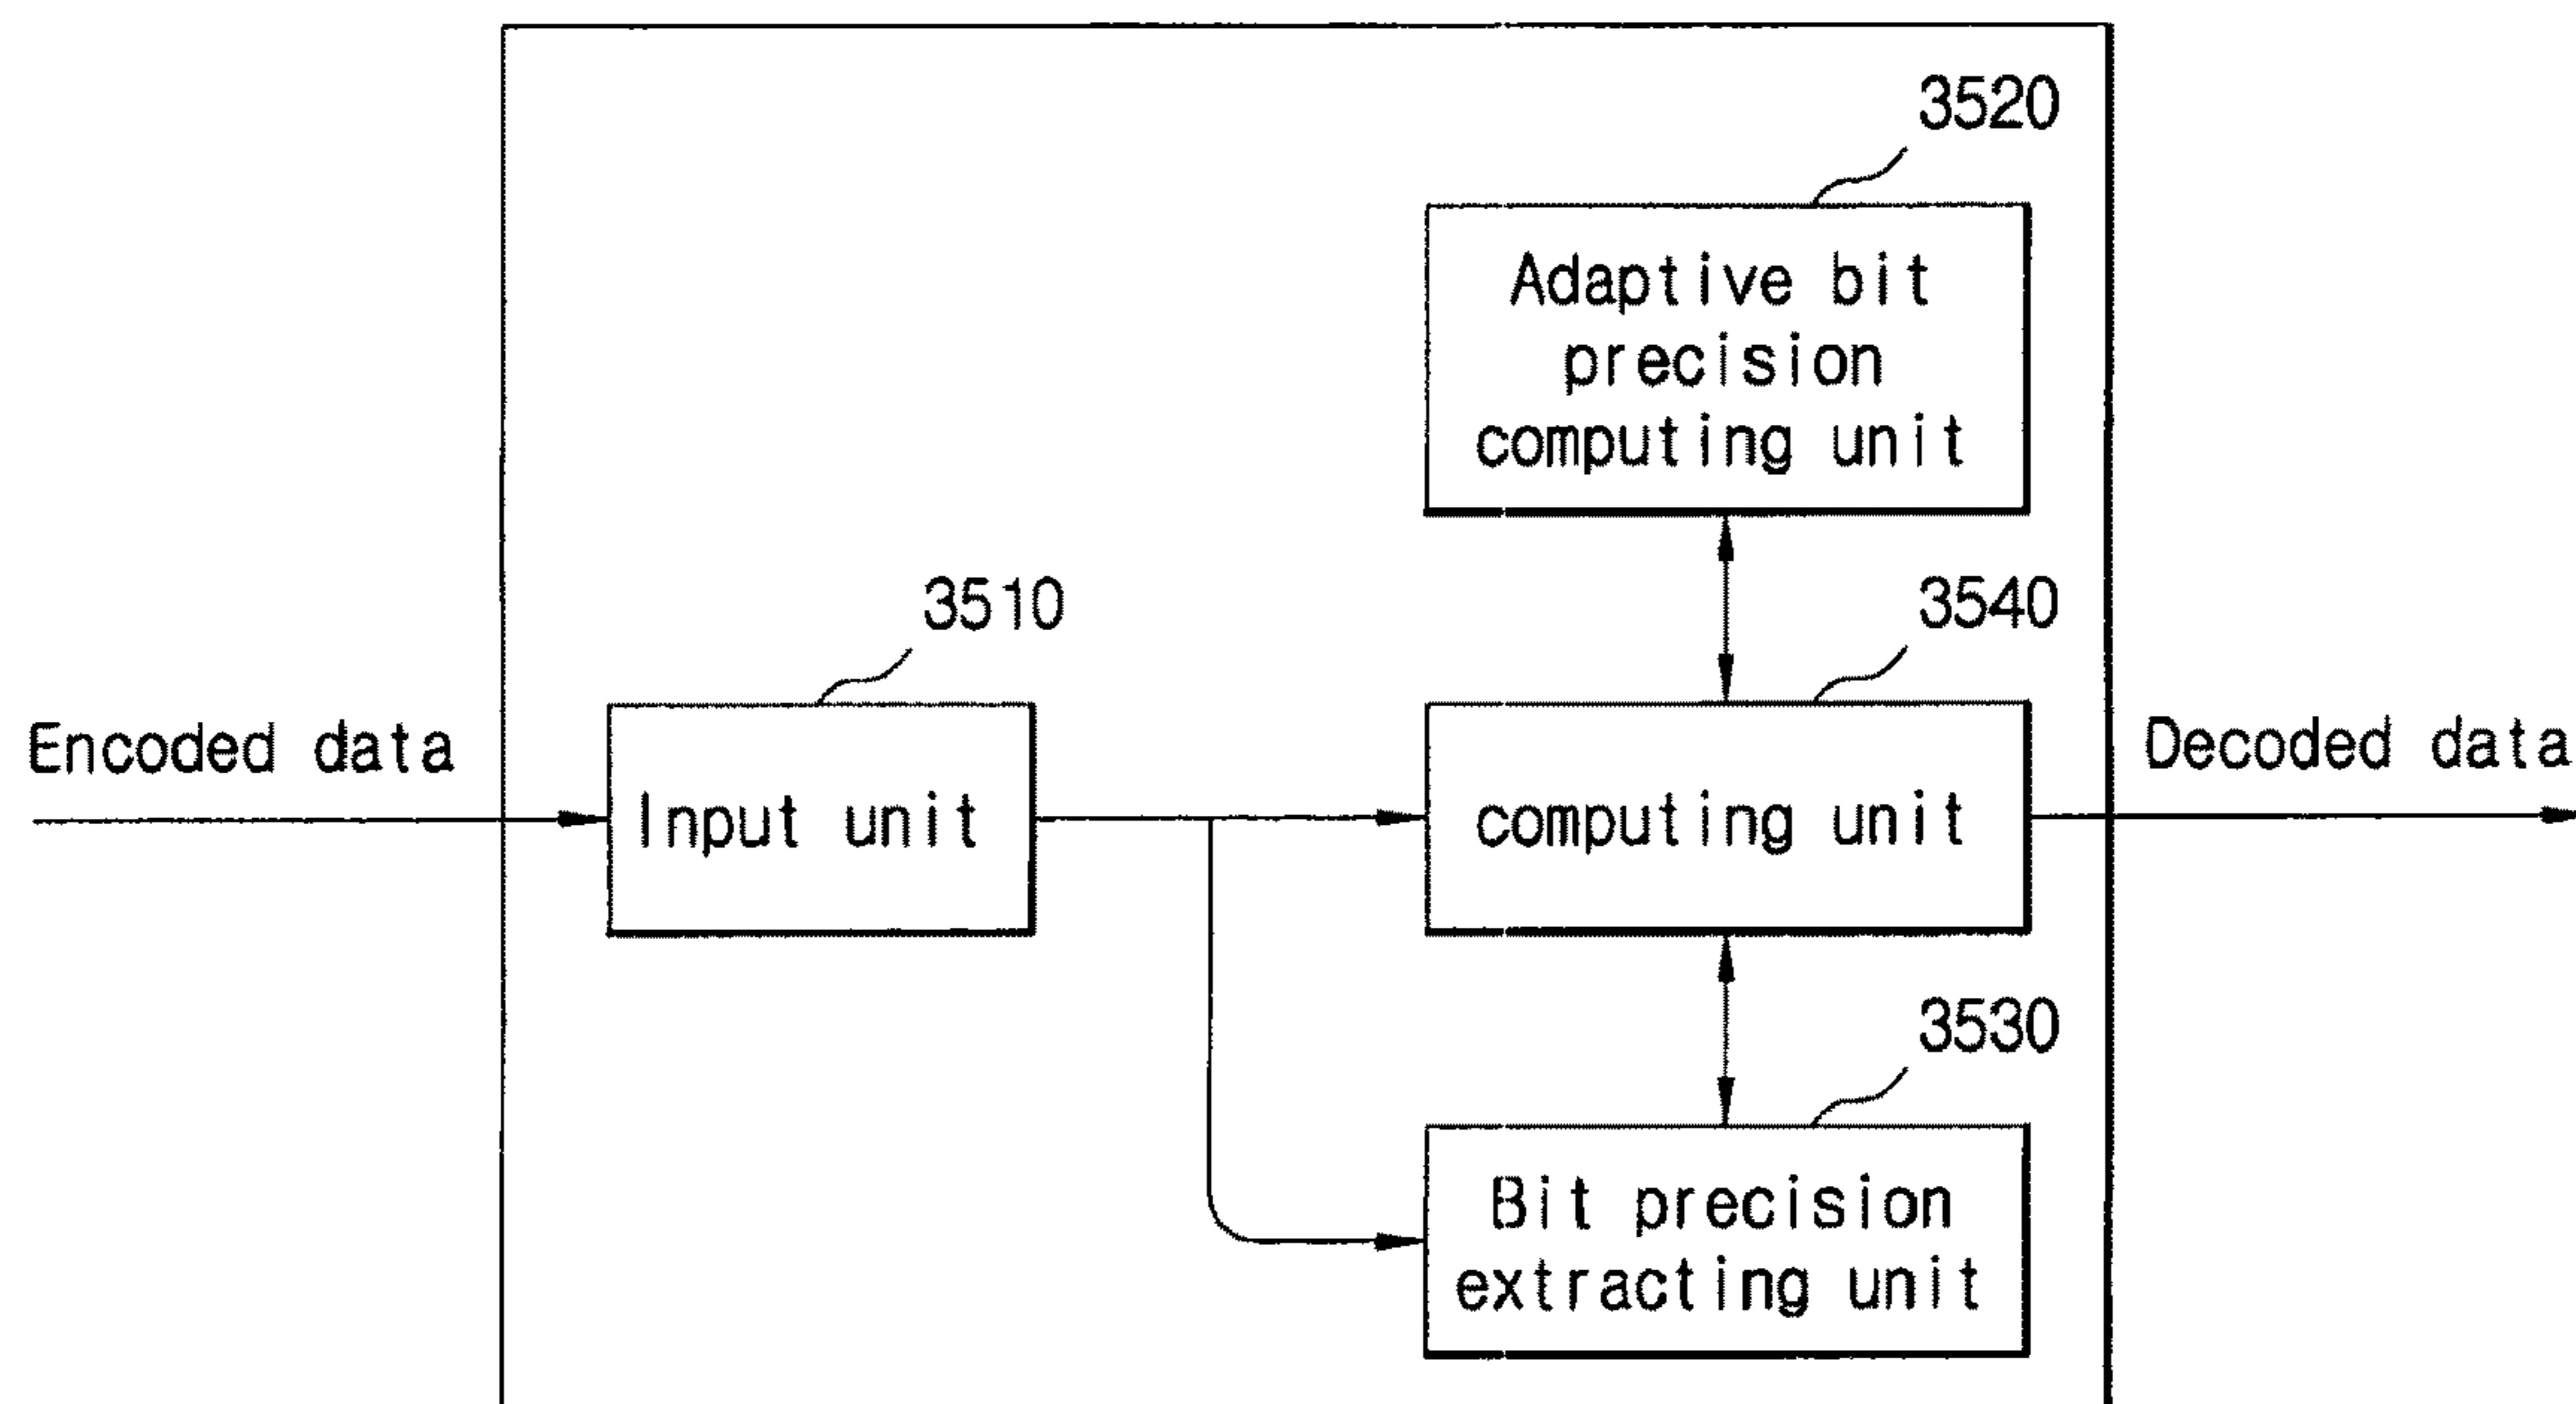 3520
Adaptive bit
precision
computing unit
3510
3540
Encoded data
Input unit
computing unit
Decoded data
3530
Bit precision
extracting unit